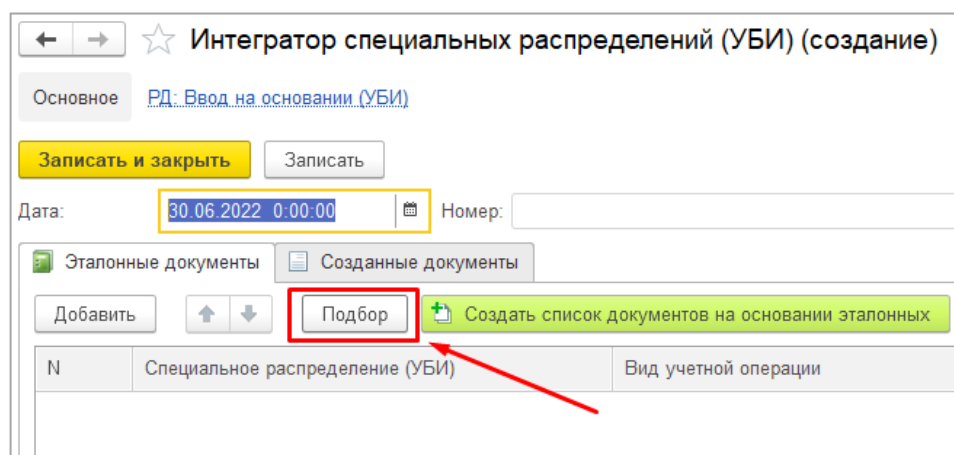 Интегратор специальных распределений (УБИ) (создание)
Основное РД: Ввод на основании (УБИ)
Записать и закрыть Записать
Дата: 30.06.2022 0:00:00 Номер:
Эталонные документы Созданные документы
Добавить Подбор Создать список документов на основании эталонных
N Специальное распределение (УБИ) Вид учетной операции